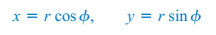 x = r cos ϕ,  y = r sin ϕ